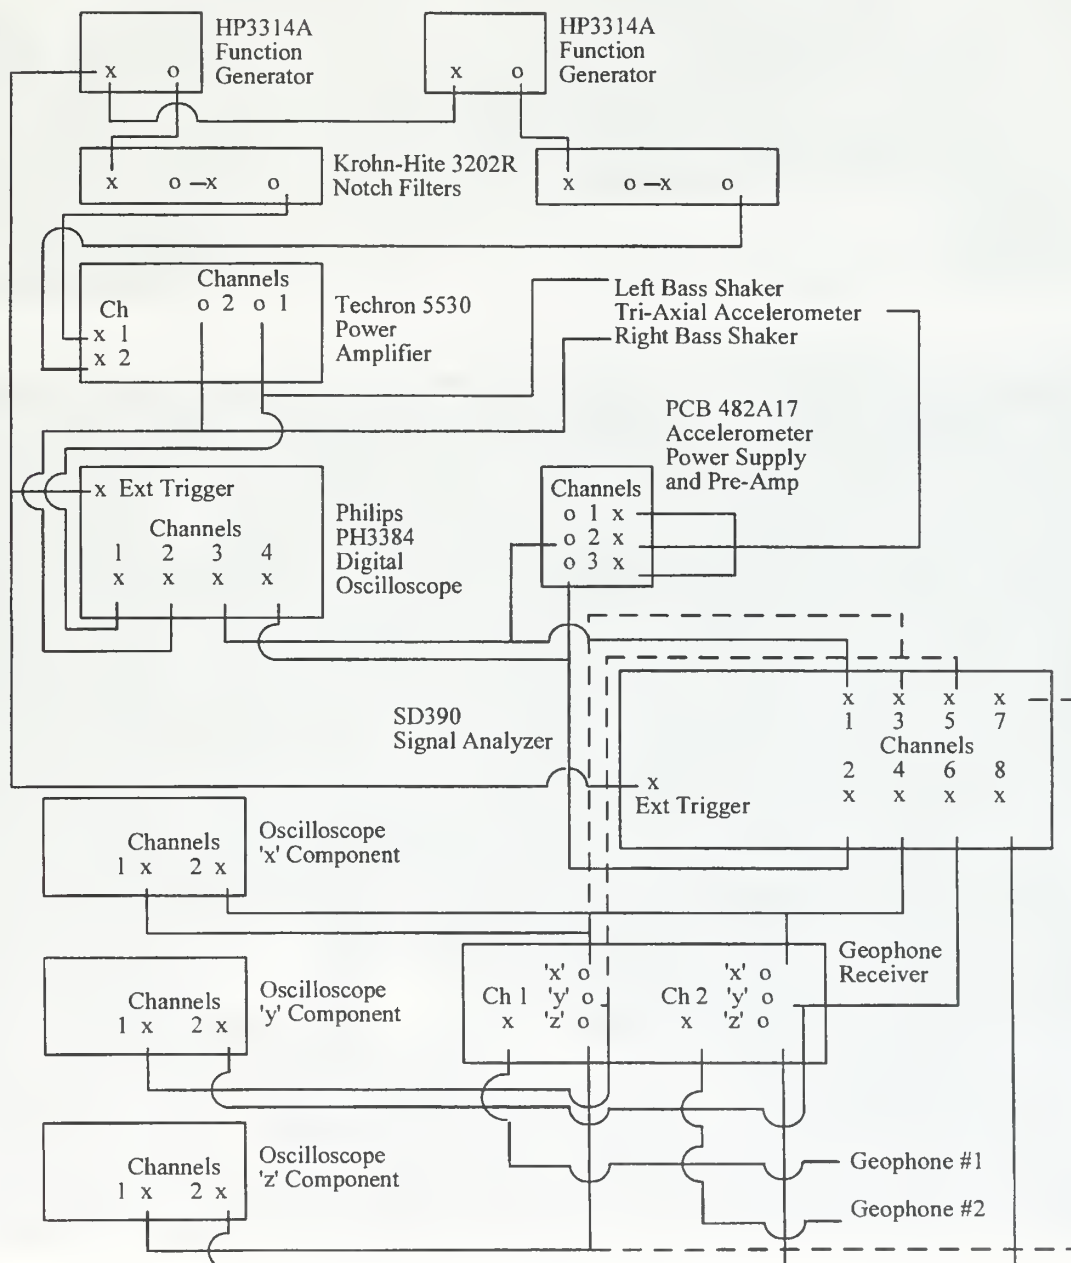 HP3314A
Function
Generator
x o
HP3314A
Function
Generator
x o
Krohn-Hite 3202R
Notch Filters
x o –x o
x o –x o
Channels
o 2 o 1
Ch
x 1
x 2
Techron 5530
Power
Amplifier
Left Bass Shaker
Tri-Axial Accelerometer
Right Bass Shaker
PCB 482A17
Accelerometer
Power Supply
and Pre-Amp
x Ext Trigger
Channels
1 2 3 4
x x x x
Philips
PH3384
Digital
Oscilloscope
Channels
o 1 x
o 2 x
o 3 x
SD390
Signal Analyzer
x x x x
1 3 5 7
Channels
2 4 6 8
x x x x
x
Ext Trigger
Channels
1 x 2 x
Oscilloscope
'x' Component
Geophone
Receiver
'x' o
Ch 1 'y' o
x 'z' o
'x' o
Ch 2 'y' o
x 'z' o
Channels
1 x 2 x
Oscilloscope
'y' Component
Channels
1 x 2 x
Oscilloscope
'z' Component
Geophone #1
Geophone #2